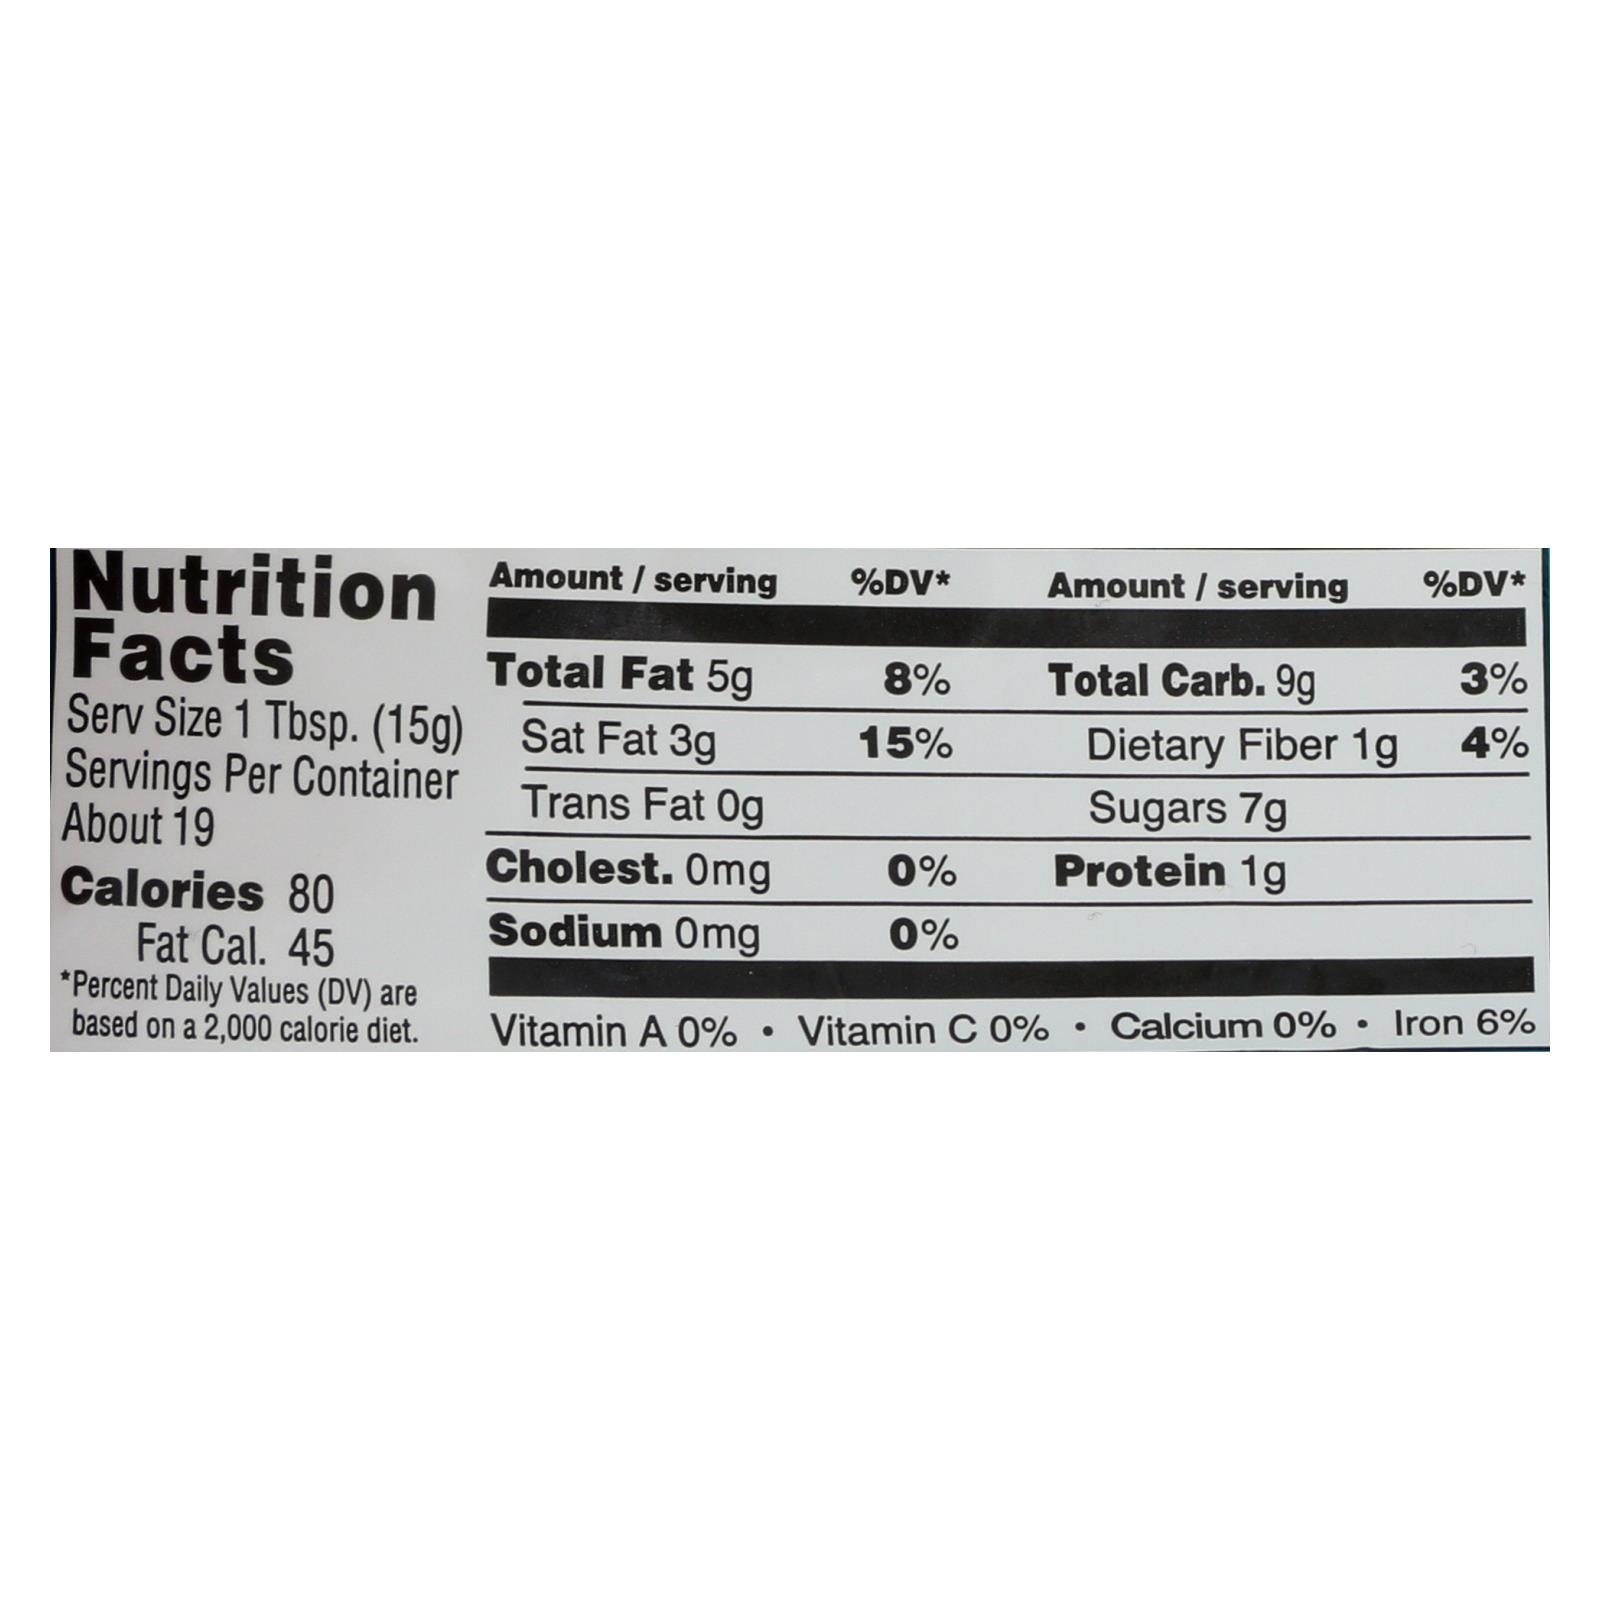 Nutrition
Facts
Serv Size 1 Tbsp. (15g)
Servings Per Container
About 19
Calories 80
Fat Cal. 45
*Percent Daily Values (DV) are
based on a 2,000 calorie diet.
Amount / serving %DV* Amount / serving %DV*
Total Fat 5g 8% Total Carb. 9g 3%
Sat Fat 3g 15% Dietary Fiber 1g 4%
Trans Fat 0g Sugars 7g
Cholest. 0mg 0% Protein 1g
Sodium 0mg 0%
Vitamin A 0% • Vitamin C 0% • Calcium 0% • Iron 6%